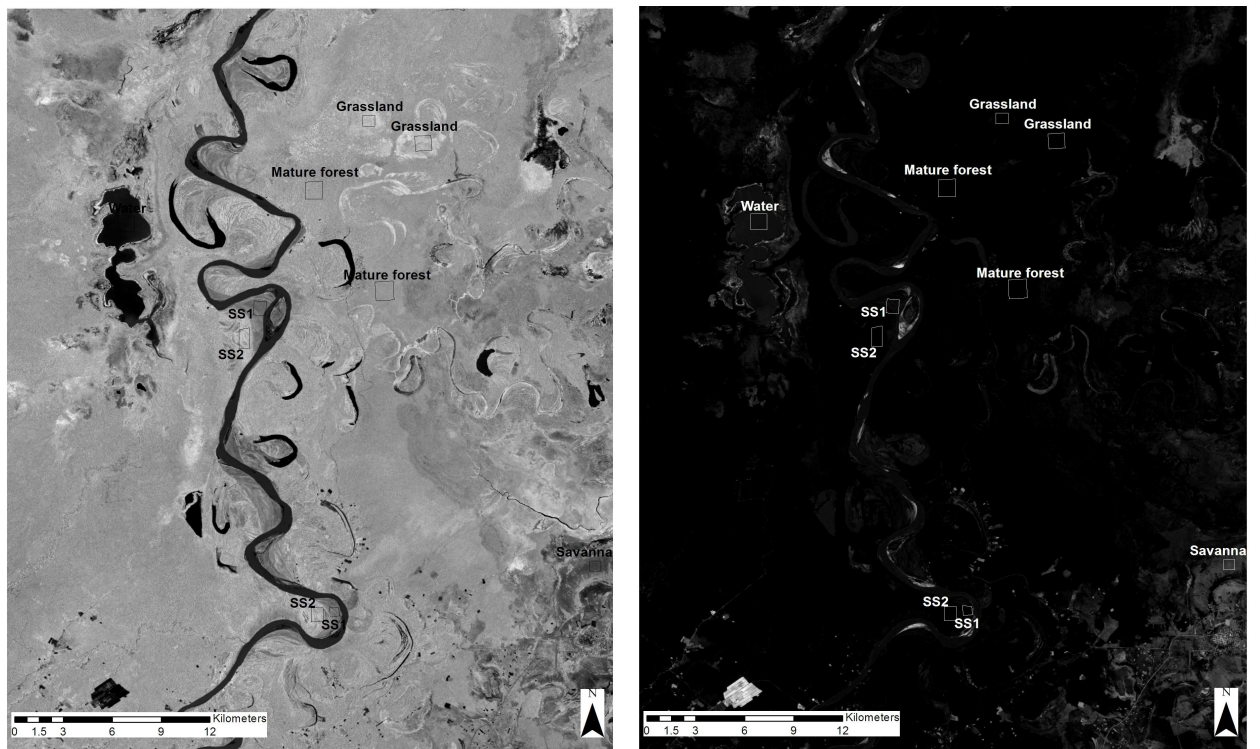 Grassland
Grassland
Mature forest
Water
Mature forest
SS1
SS2
Savanna
SS2
SS1
N
Kilometers
0 1.5 3 6 9 12
Grassland
Grassland
Mature forest
Water
Mature forest
SS1
SS2
Savanna
SS2
SS1
N
Kilometers
0 1.5 3 6 9 12